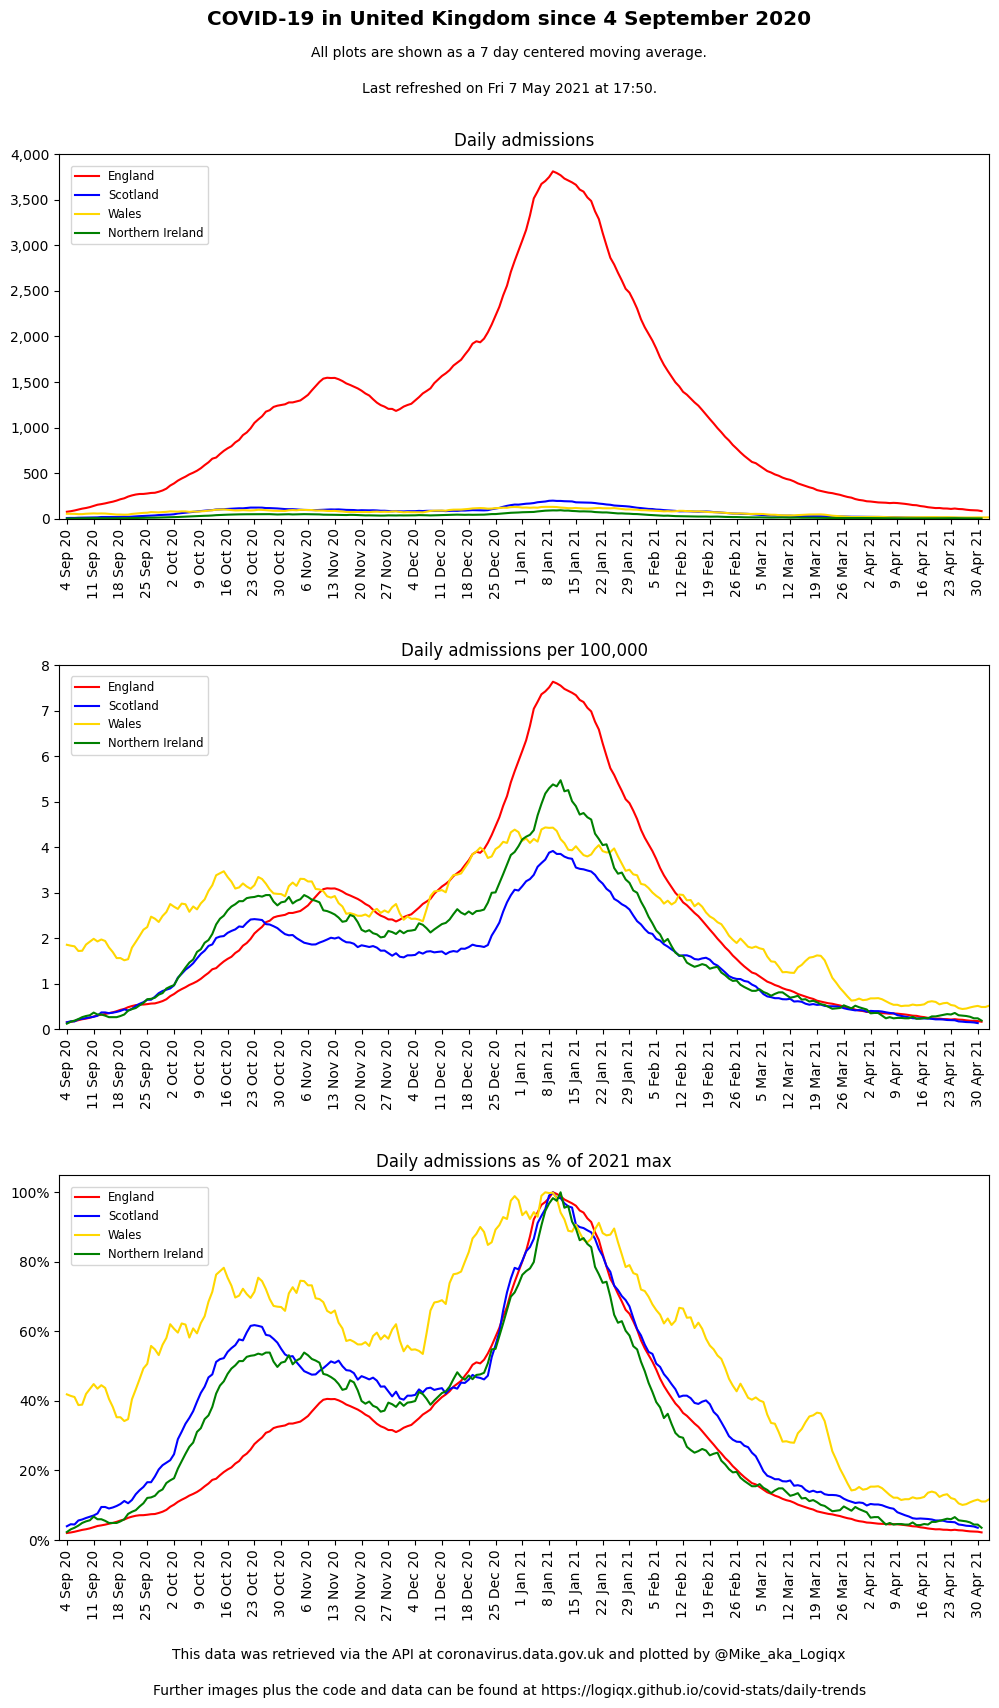 COVID-19 in United Kingdom since 4 September 2020
All plots are shown as a 7 day centered moving average.
Last refreshed on Fri 7 May 2021 at 17:50.
Daily admissions
4,000
3,500
3,000
2,500
2,000
1,500
1,000
500
0
England
Scotland
Wales
Northern Ireland
4 Sep 20
11 Sep 20
18 Sep 20
25 Sep 20
2 Oct 20
9 Oct 20
16 Oct 20
23 Oct 20
30 Oct 20
6 Nov 20
13 Nov 20
20 Nov 20
27 Nov 20
4 Dec 20
11 Dec 20
18 Dec 20
25 Dec 20
1 Jan 21
8 Jan 21
15 Jan 21
22 Jan 21
29 Jan 21
5 Feb 21
12 Feb 21
19 Feb 21
26 Feb 21
5 Mar 21
12 Mar 21
19 Mar 21
26 Mar 21
2 Apr 21
9 Apr 21
16 Apr 21
23 Apr 21
30 Apr 21
Daily admissions per 100,000
8
7
6
5
4
3
2
1
0
England
Scotland
Wales
Northern Ireland
4 Sep 20
11 Sep 20
18 Sep 20
25 Sep 20
2 Oct 20
9 Oct 20
16 Oct 20
23 Oct 20
30 Oct 20
6 Nov 20
13 Nov 20
20 Nov 20
27 Nov 20
4 Dec 20
11 Dec 20
18 Dec 20
25 Dec 20
1 Jan 21
8 Jan 21
15 Jan 21
22 Jan 21
29 Jan 21
5 Feb 21
12 Feb 21
19 Feb 21
26 Feb 21
5 Mar 21
12 Mar 21
19 Mar 21
26 Mar 21
2 Apr 21
9 Apr 21
16 Apr 21
23 Apr 21
30 Apr 21
Daily admissions as % of 2021 max
100%
80%
60%
40%
20%
0%
England
Scotland
Wales
Northern Ireland
4 Sep 20
11 Sep 20
18 Sep 20
25 Sep 20
2 Oct 20
9 Oct 20
16 Oct 20
23 Oct 20
30 Oct 20
6 Nov 20
13 Nov 20
20 Nov 20
27 Nov 20
4 Dec 20
11 Dec 20
18 Dec 20
25 Dec 20
1 Jan 21
8 Jan 21
15 Jan 21
22 Jan 21
29 Jan 21
5 Feb 21
12 Feb 21
19 Feb 21
26 Feb 21
5 Mar 21
12 Mar 21
19 Mar 21
26 Mar 21
2 Apr 21
9 Apr 21
16 Apr 21
23 Apr 21
30 Apr 21
This data was retrieved via the API at coronavirus.data.gov.uk and plotted by @Mike_aka_Logiqx
Further images plus the code and data can be found at https://logiqx.github.io/covid-stats/daily-trends